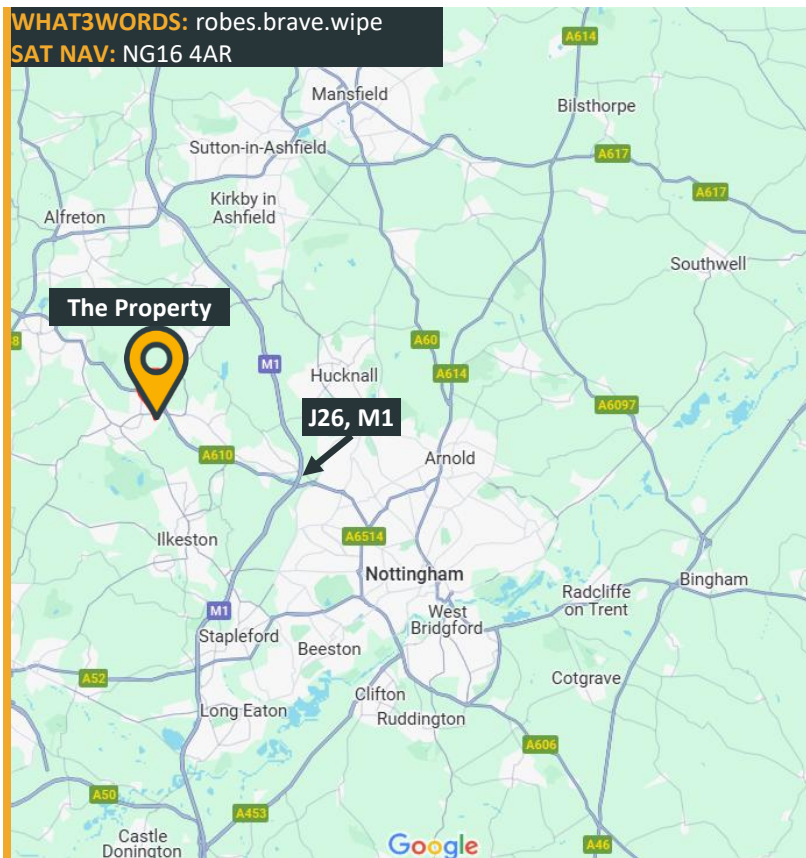 WHAT3WORDS: robes.brave.wipe
SAT NAV: NG16 4AR
A614
Mansfield
Bilsthorpe
Sutton-in-Ashfield
A617
A617
Kirkby in
Ashfield
Alfreton
Southwell
The Property
8
A60
M1
Hucknall
A614
A6097
J26, M1
A610
Arnold
Ilkeston
A6514
Nottingham
Bingham
Radcliffe
on Trent
M1
West
Bridgford
Stapleford
Beeston
A52
Cotgrave
Clifton
Long Eaton
Ruddington
A606
A50
A453
Castle
Donington
Google
A46